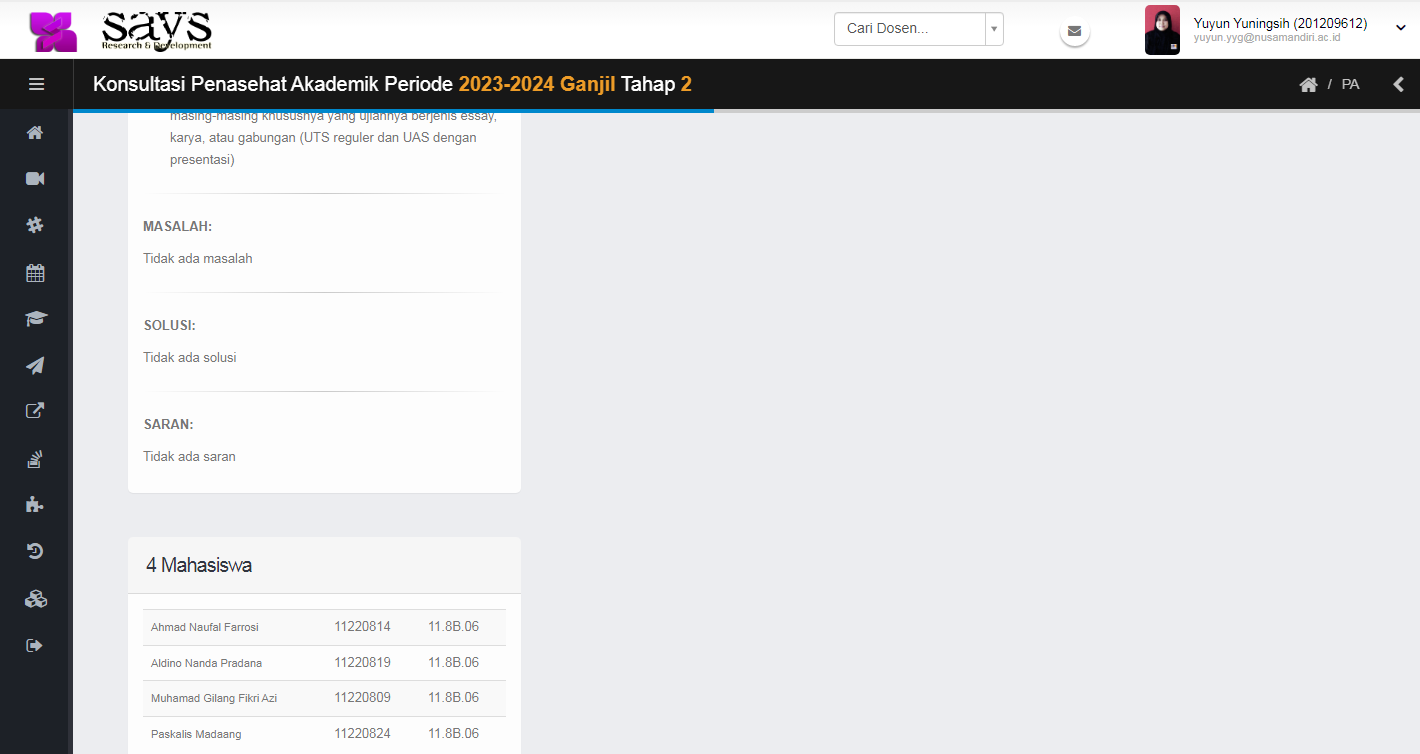 says
Research & Development
Cari Dosen...
Yuyun Yuningsih (201209612)
yuyun.yyg@nusamandiri.ac.id
Konsultasi Penasehat Akademik Periode 2023-2024 Ganjil Tahap 2
/ PA
masing-masing khususnya yang ujiannya berjenis essay,
karya, atau gabungan (UTS reguler dan UAS dengan
presentasi)
MASALAH:
Tidak ada masalah
SOLUSI:
Tidak ada solusi
SARAN:
Tidak ada saran
4 Mahasiswa
Ahmad Naufal Farrosi 11220814 11.8B.06
Aldino Nanda Pradana 11220819 11.8B.06
Muhamad Gilang Fikri Azi 11220809 11.8B.06
Paskalis Madaang 11220824 11.8B.06